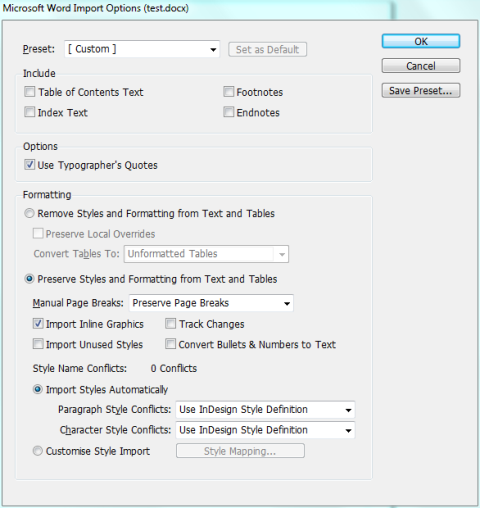 Microsoft Word Import Options (test.docx)
Preset: [ Custom ] Set as Default OK
Cancel
Include
Table of Contents Text Footnotes Save Preset...
Index Text Endnotes
Options
Use Typographer's Quotes
Formatting
Remove Styles and Formatting from Text and Tables
Preserve Local Overrides
Convert Tables To: Unformatted Tables
Preserve Styles and Formatting from Text and Tables
Manual Page Breaks: Preserve Page Breaks
Import Inline Graphics Track Changes
Import Unused Styles Convert Bullets & Numbers to Text
Style Name Conflicts: 0 Conflicts
Import Styles Automatically
Paragraph Style Conflicts: Use InDesign Style Definition
Character Style Conflicts: Use InDesign Style Definition
Customise Style Import Style Mapping...